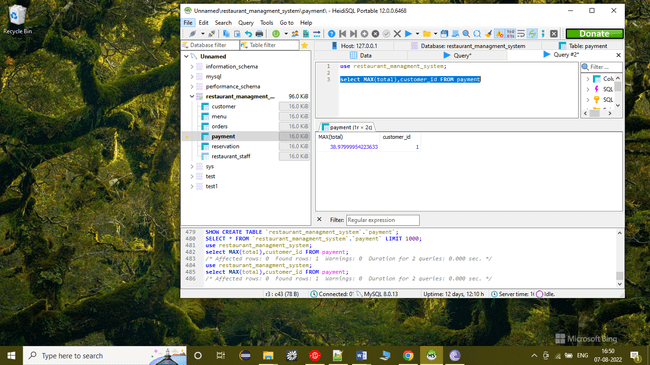 Recycle Bin
Unnamed\restaurant_managment_system\payment\ - HeidiSQL Portable 12.0.0.6468
File Edit Search Query Tools Go to Help
Donate
Database filter Table filter
Host: 127.0.0.1 Database: restaurant_managment_system Table: payment
Data Query* Query #2*
Unnamed
information_schema
mysql
performance_schema
restaurant_managment_... 96.0 KiB
customer 16.0 KiB
menu 16.0 KiB
orders 16.0 KiB
payment 16.0 KiB
reservation 16.0 KiB
restaurant_staff 16.0 KiB
sys
test
test1
1 use restaurant_managment_system;
3 select MAX(total),customer_id FROM payment
Filter ...
Colu
SQL
SQL
payment (1r × 2c)
MAX(total) customer_id
38.97999954223633 1
Filter: Regular expression
479 SHOW CREATE TABLE `restaurant_managment_system`.`payment`;
480 SELECT * FROM `restaurant_managment_system`.`payment` LIMIT 1000;
481 use restaurant_managment_system;
482 select MAX(total),customer_id FROM payment;
483 /* Affected rows: 0 Found rows: 1 Warnings: 0 Duration for 2 queries: 0.000 sec. */
484 use restaurant_managment_system;
485 select MAX(total),customer_id FROM payment;
486 /* Affected rows: 0 Found rows: 1 Warnings: 0 Duration for 2 queries: 0.000 sec. */
r3 : c43 (78 B) Connected: 0 MySQL 8.0.13 Uptime: 12 days, 12:10 h Server time: 1 Idle.
Microsoft Bing
Type here to search
ENG
16:50
07-08-2022